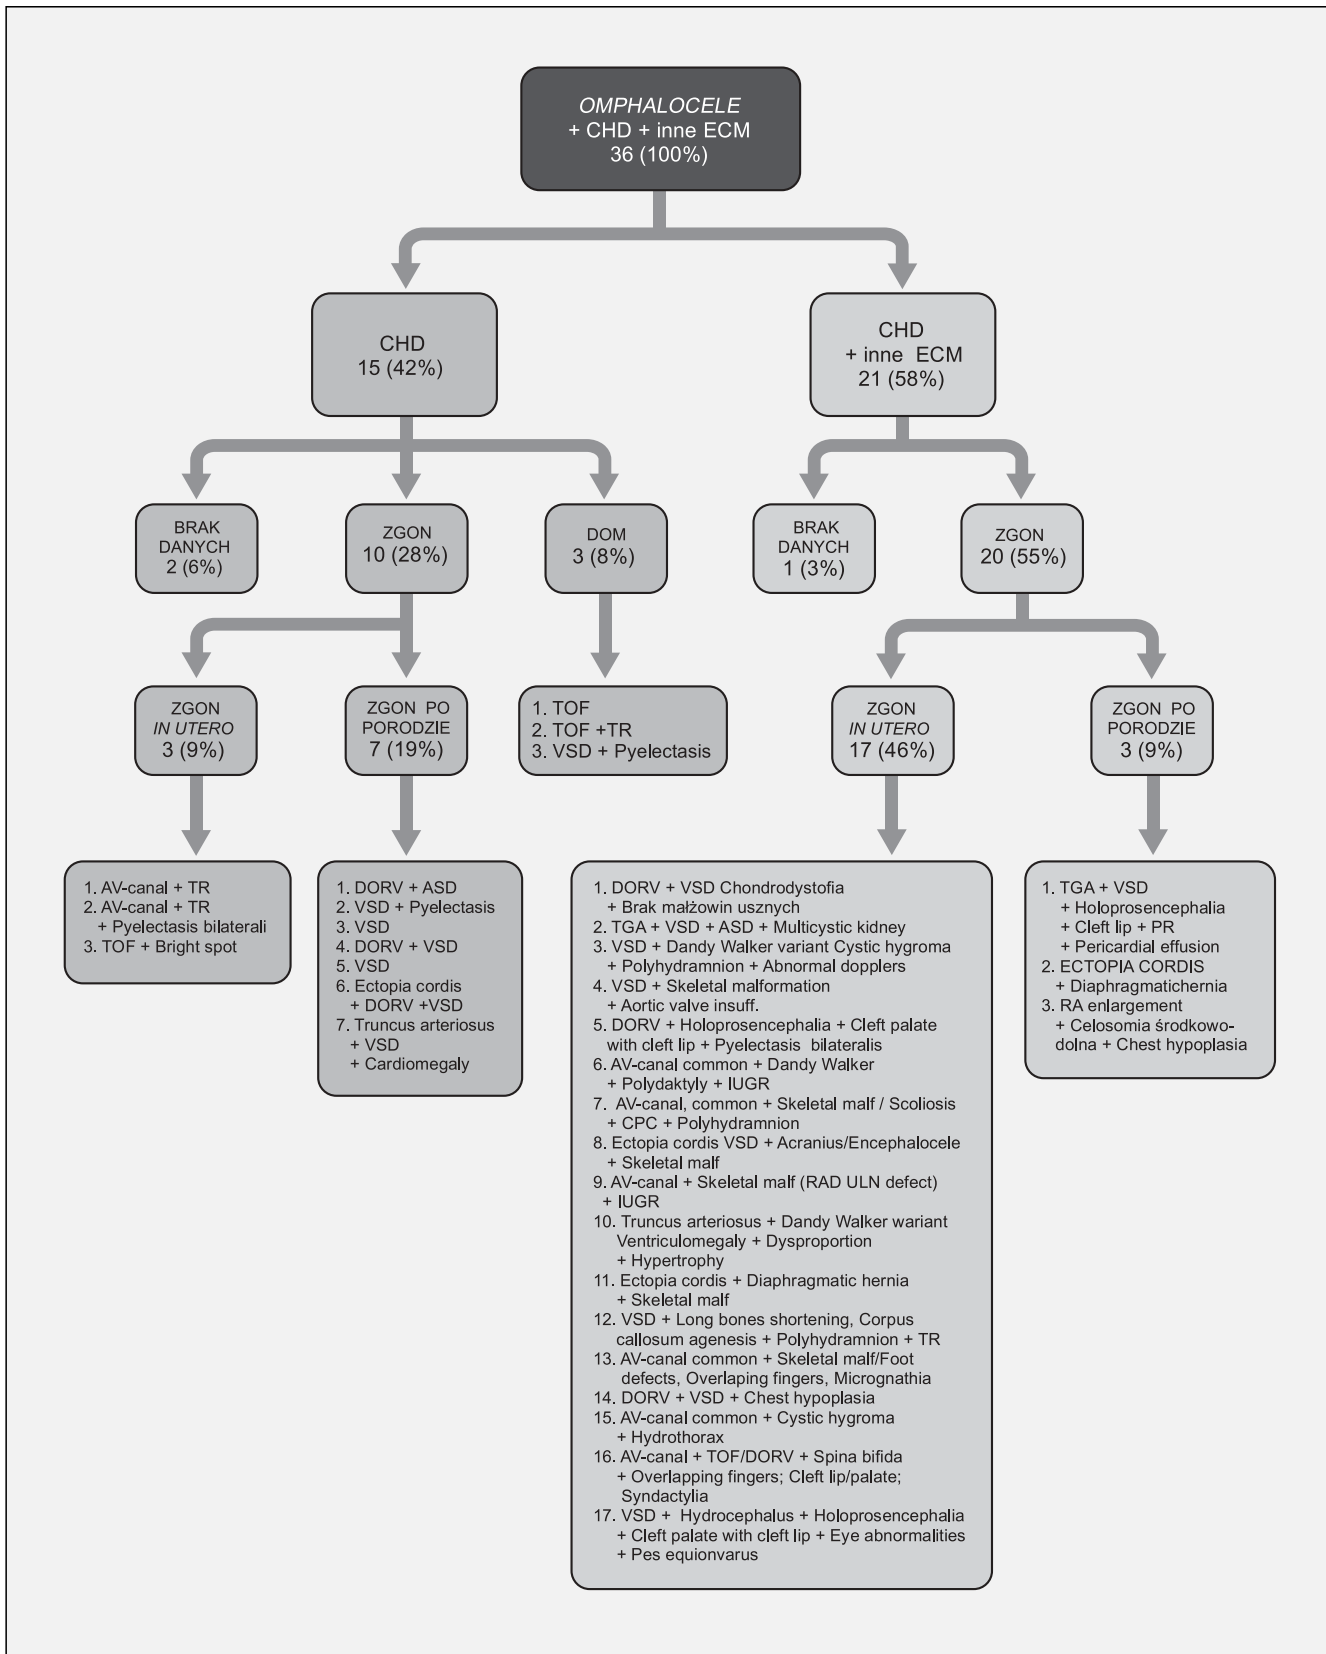 OMPHALOCELE
+ CHD + inne ECM
36 (100%)
CHD
15 (42%)
CHD
+ inne ECM
21 (58%)
BRAK
DANYCH
2 (6%)
ZGON
10 (28%)
DOM
3 (8%)
BRAK
DANYCH
1 (3%)
ZGON
20 (55%)
ZGON
IN UTERO
3 (9%)
ZGON PO
PORODZIE
7 (19%)
1. TOF
2. TOF +TR
3. VSD + Pyelectasis
ZGON
IN UTERO
17 (46%)
ZGON PO
PORODZIE
3 (9%)
1. AV-canal + TR
2. AV-canal + TR
+ Pyelectasis bilaterali
3. TOF + Bright spot
1. DORV + ASD
2. VSD + Pyelectasis
3. VSD
4. DORV + VSD
5. VSD
6. Ectopia cordis
+ DORV +VSD
7. Truncus arteriosus
+ VSD
+ Cardiomegaly
1. DORV + VSD Chondrodystofia
+ Brak małżowin usznych
2. TGA + VSD + ASD + Multicystic kidney
3. VSD + Dandy Walker variant Cystic hygroma
+ Polyhydramnion + Abnormal dopplers
4. VSD + Skeletal malformation
+ Aortic valve insuff.
5. DORV + Holoprosencephalia + Cleft palate
with cleft lip + Pyelectasis bilateralis
6. AV-canal common + Dandy Walker
+ Polydaktyly + IUGR
7. AV-canal, common + Skeletal malf / Scoliosis
+ CPC + Polyhydramnion
8. Ectopia cordis VSD + Acranius/Encephalocele
+ Skeletal malf
9. AV-canal + Skeletal malf (RAD ULN defect)
+ IUGR
10. Truncus arteriosus + Dandy Walker wariant
Ventriculomegaly + Dysproportion
+ Hypertrophy
11. Ectopia cordis + Diaphragmatic hernia
+ Skeletal malf
12. VSD + Long bones shortening, Corpus
callosum agenesis + Polyhydramnion + TR
13. AV-canal common + Skeletal malf/Foot
defects, Overlaping fingers, Micrognathia
14. DORV + VSD + Chest hypoplasia
15. AV-canal common + Cystic hygroma
+ Hydrothorax
16. AV-canal + TOF/DORV + Spina bifida
+ Overlapping fingers; Cleft lip/palate;
Syndactylia
17. VSD + Hydrocephalus + Holoprosencephalia
+ Cleft palate with cleft lip + Eye abnormalities
+ Pes equionvarus
1. TGA + VSD
+ Holoprosencephalia
+ Cleft lip + PR
+ Pericardial effusion
2. ECTOPIA CORDIS
+ Diaphragmatichernia
3. RA enlargement
+ Celosomia środkowo-
dolna + Chest hypoplasia